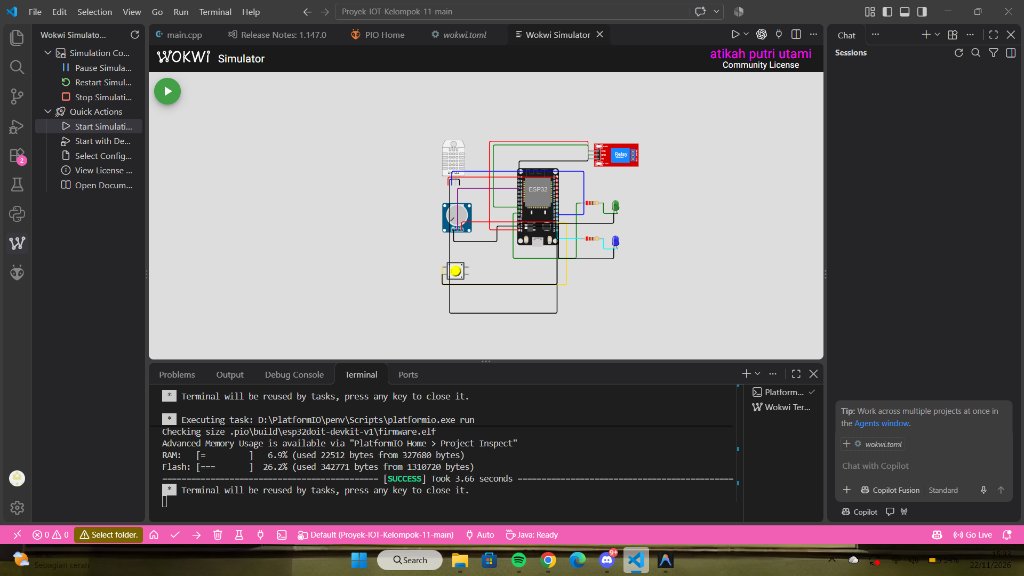 File Edit Selection View Go Run Terminal Help
Proyek-IOT-Kelompok-11-main
Wokwi Simulato...
Simulation Co...
Pause Simula...
Restart Simul...
Stop Simulati...
Quick Actions
Start Simulati...
Start with De...
Select Config...
View License ...
Open Docum...
2
main.cpp
Release Notes: 1.147.0
PIO Home
wokwi.toml
Wokwi Simulator
WOKWI Simulator
atikah putri utami
Community License
ESP32
Relay
Problems Output Debug Console Terminal Ports
* Terminal will be reused by tasks, press any key to close it.
* Executing task: D:\PlatformIO\penv\Scripts\platformio.exe run
Checking size .pio\build\esp32doit-devkit-v1\firmware.elf
Advanced Memory Usage is available via "PlatformIO Home > Project Inspect"
RAM: [= ] 6.9% (used 22512 bytes from 327680 bytes)
Flash: [--- ] 26.2% (used 342771 bytes from 1310720 bytes)
[SUCCESS] Took 3.66 seconds
* Terminal will be reused by tasks, press any key to close it.
Platform...
Wokwi Ter...
Chat
Sessions
Tip: Work across multiple projects at once in
the Agents window.
wokwi.toml
Chat with Copilot
Copilot Fusion Standard
Copilot
0 0 Select folder. Default (Proyek-IOT-Kelompok-11-main) Auto Java: Ready Go Live
Sebagian cerah
Search
22/11/2026